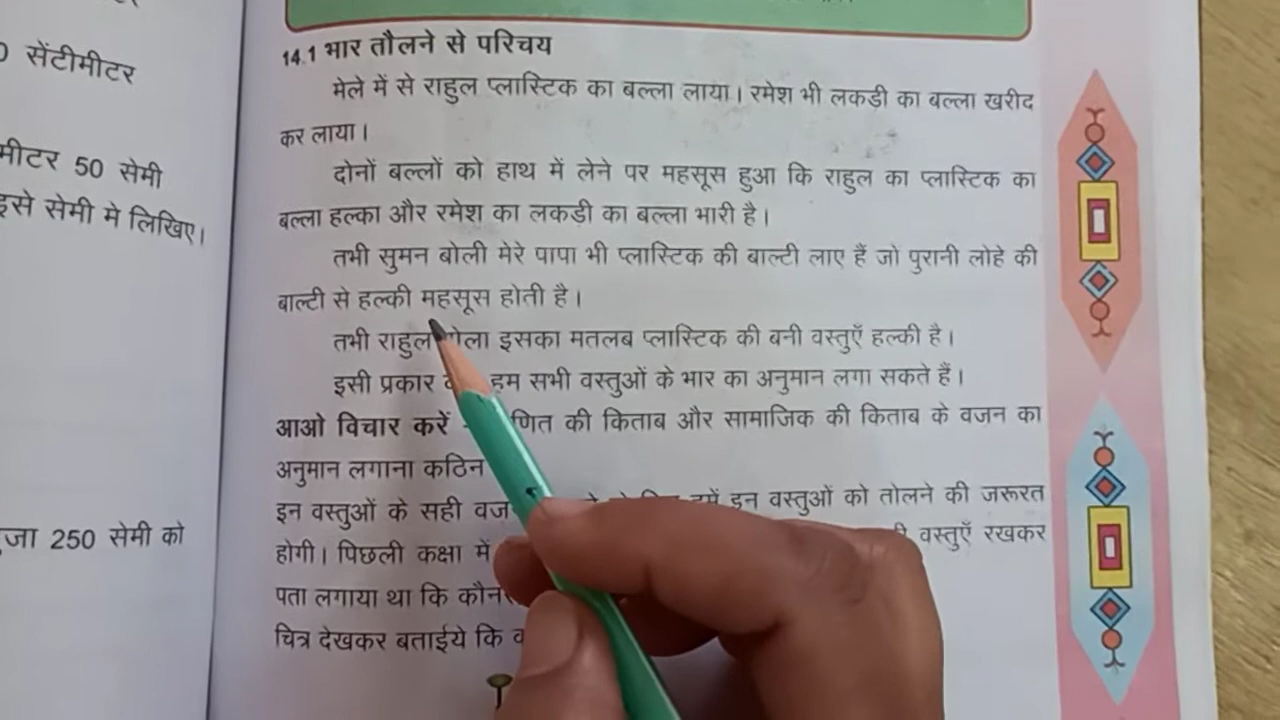 सेंटीमीटर
मीटर 50 सेमी
इसे सेमी मे लिखिए।
250 सेमी को
14.1 भार तौलने से परिचय
मेले में से राहुल प्लास्टिक का बल्ला लाया। रमेश भी लकड़ी का बल्ला खरीद
कर लाया।
दोनों बल्लों को हाथ में लेने पर महसूस हुआ कि राहुल का प्लास्टिक का
बल्ला हल्का और रमेश का लकड़ी का बल्ला भारी है।
तभी सुमन बोली मेरे पापा भी प्लास्टिक की बाल्टी लाए हैं जो पुरानी लोहे की
बाल्टी से हल्की महसूस होती है।
तभी राहुल इसका मतलब प्लास्टिक की बनी वस्तुएँ हल्की है।
इसी प्रकार हम सभी वस्तुओं के भार का अनुमान लगा सकते हैं।
आओ विचार करें की किताब और सामाजिक की किताब के वजन का
अनुमान लगाना कठिन
इन वस्तुओं के सही इन वस्तुओं को तोलने की जरूरत
होगी। पिछली कक्षा में वस्तुएँ रखकर
पता लगाया था कि
चित्र देखकर बताईये कि